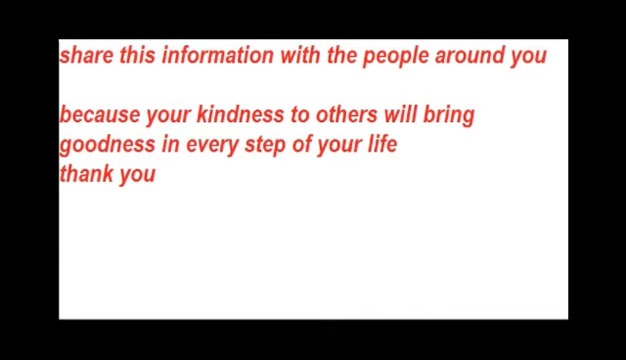 share this information with the people around you
because your kindness to others will bring
goodness in every step of your life
thank you